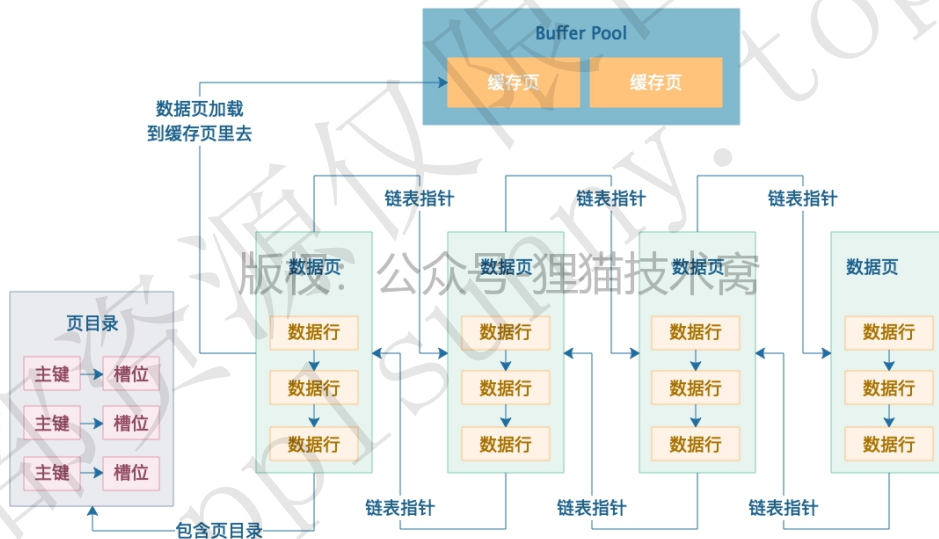 Buffer Pool
缓存页
缓存页
数据页加载
到缓存页里去
链表指针
链表指针
链表指针
数据页
数据页
数据页
数据页
版权：公众号-狸猫技术窝
页目录
主键
槽位
主键
槽位
主键
槽位
数据行
数据行
数据行
数据行
数据行
数据行
数据行
数据行
数据行
数据行
数据行
数据行
链表指针
链表指针
链表指针
包含页目录